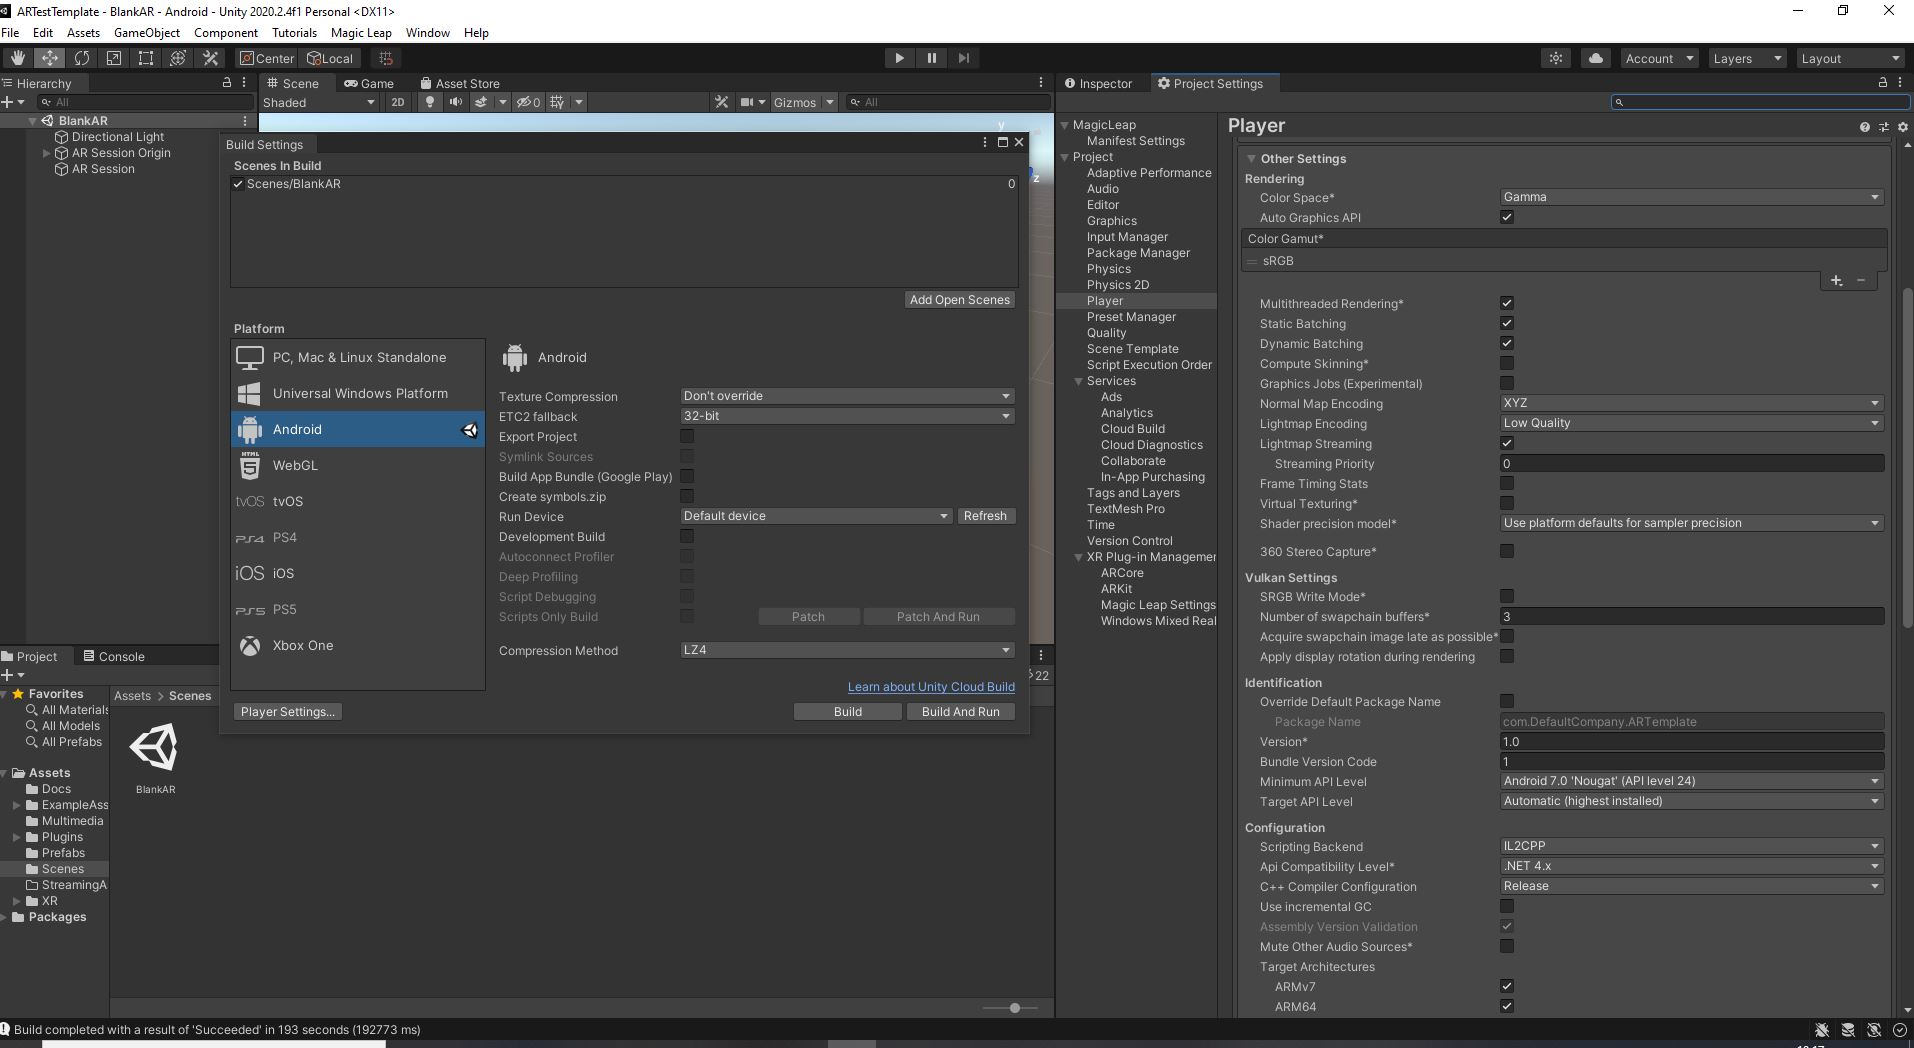 ARTestTemplate - BlankAR - Android - Unity 2020.2.4f1 Personal <DX11>
File Edit Assets GameObject Component Tutorials Magic Leap Window Help
Center Local Account Layers Layout
Hierarchy
All
BlankAR
Directional Light
AR Session Origin
AR Session
Scene Game Asset Store
Shaded 2D 0 Gizmos All
y
z
Build Settings
Scenes In Build
Scenes/BlankAR 0
Add Open Scenes
Platform
PC, Mac & Linux Standalone
Universal Windows Platform
Android
HTML 5 WebGL
tvOS tvOS
PS4 PS4
iOS iOS
PS5 PS5
Xbox One
Android
Texture Compression Don't override
ETC2 fallback 32-bit
Export Project
Symlink Sources
Build App Bundle (Google Play)
Create symbols.zip
Run Device Default device Refresh
Development Build
Autoconnect Profiler
Deep Profiling
Script Debugging
Scripts Only Build Patch Patch And Run
Compression Method LZ4
Learn about Unity Cloud Build
Player Settings... Build Build And Run
Project Console
22
Favorites
All Materials
All Models
All Prefabs
Assets
Docs
ExampleAss
Multimedia
Plugins
Prefabs
Scenes
StreamingA
XR
Packages
Assets > Scenes
BlankAR
Inspector Project Settings
MagicLeap
Manifest Settings
Project
Adaptive Performance
Audio
Editor
Graphics
Input Manager
Package Manager
Physics
Physics 2D
Player
Preset Manager
Quality
Scene Template
Script Execution Order
Services
Ads
Analytics
Cloud Build
Cloud Diagnostics
Collaborate
In-App Purchasing
Tags and Layers
TextMesh Pro
Time
Version Control
XR Plug-in Managemer
ARCore
ARKit
Magic Leap Settings
Windows Mixed Real
Player
Other Settings
Rendering
Color Space* Gamma
Auto Graphics API
Color Gamut*
sRGB
Multithreaded Rendering*
Static Batching
Dynamic Batching
Compute Skinning*
Graphics Jobs (Experimental)
Normal Map Encoding XYZ
Lightmap Encoding Low Quality
Lightmap Streaming
Streaming Priority 0
Frame Timing Stats
Virtual Texturing*
Shader precision model* Use platform defaults for sampler precision
360 Stereo Capture*
Vulkan Settings
SRGB Write Mode*
Number of swapchain buffers* 3
Acquire swapchain image late as possible*
Apply display rotation during rendering
Identification
Override Default Package Name
Package Name com.DefaultCompany.ARTemplate
Version* 1.0
Bundle Version Code 1
Minimum API Level Android 7.0 'Nougat' (API level 24)
Target API Level Automatic (highest installed)
Configuration
Scripting Backend IL2CPP
Api Compatibility Level* .NET 4.x
C++ Compiler Configuration Release
Use incremental GC
Assembly Version Validation
Mute Other Audio Sources*
Target Architectures
ARMv7
ARM64
Build completed with a result of 'Succeeded' in 193 seconds (192773 ms)